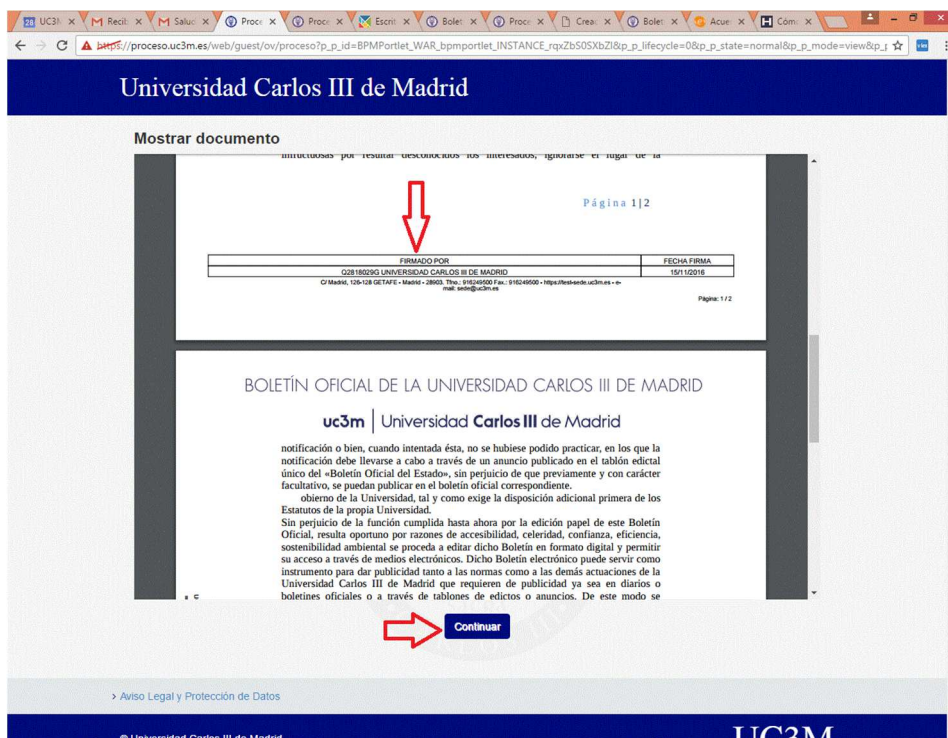 28 UC3M
Recib
Saluc
Proce
Proce
Escrit
Bolet
Proce
Creac
Bolet
Acue
H Cómo
https://proceso.uc3m.es/web/guest/ov/proceso?p_p_id=BPMPortlet_WAR_bpmportlet_INSTANCE_rqxZbS0SXbZI&p_p_lifecycle=0&p_p_state=normal&p_p_mode=view&p_p
Universidad Carlos III de Madrid
Mostrar documento
infructuosas por resultar desconocidos los interesados, ignorarse el lugar de la
Página 1|2
FIRMADO POR FECHA FIRMA
Q2818029G UNIVERSIDAD CARLOS III DE MADRID 15/11/2016
C/ Madrid, 126-128 GETAFE - Madrid - 28903. Tfno.: 916249500 Fax.: 916249500 - https://test-sede.uc3m.es - e-
mail: sede@uc3m.es
Página: 1 / 2
BOLETÍN OFICIAL DE LA UNIVERSIDAD CARLOS III DE MADRID
uc3m | Universidad Carlos III de Madrid
notificación o bien, cuando intentada ésta, no se hubiese podido practicar, en los que la
notificación debe llevarse a cabo a través de un anuncio publicado en el tablón edictal
único del «Boletín Oficial del Estado», sin perjuicio de que previamente y con carácter
facultativo, se puedan publicar en el boletín oficial correspondiente.
obierno de la Universidad, tal y como exige la disposición adicional primera de los
Estatutos de la propia Universidad.
Sin perjuicio de la función cumplida hasta ahora por la edición papel de este Boletín
Oficial, resulta oportuno por razones de accesibilidad, celeridad, confianza, eficiencia,
sostenibilidad ambiental se proceda a editar dicho Boletín en formato digital y permitir
su acceso a través de medios electrónicos. Dicho Boletín electrónico puede servir como
instrumento para dar publicidad tanto a las normas como a las demás actuaciones de la
Universidad Carlos III de Madrid que requieren de publicidad ya sea en diarios o
boletines oficiales o a través de tablones de edictos o anuncios. De este modo se
Continuar
> Aviso Legal y Protección de Datos
© Universidad Carlos III de Madrid
UC3M